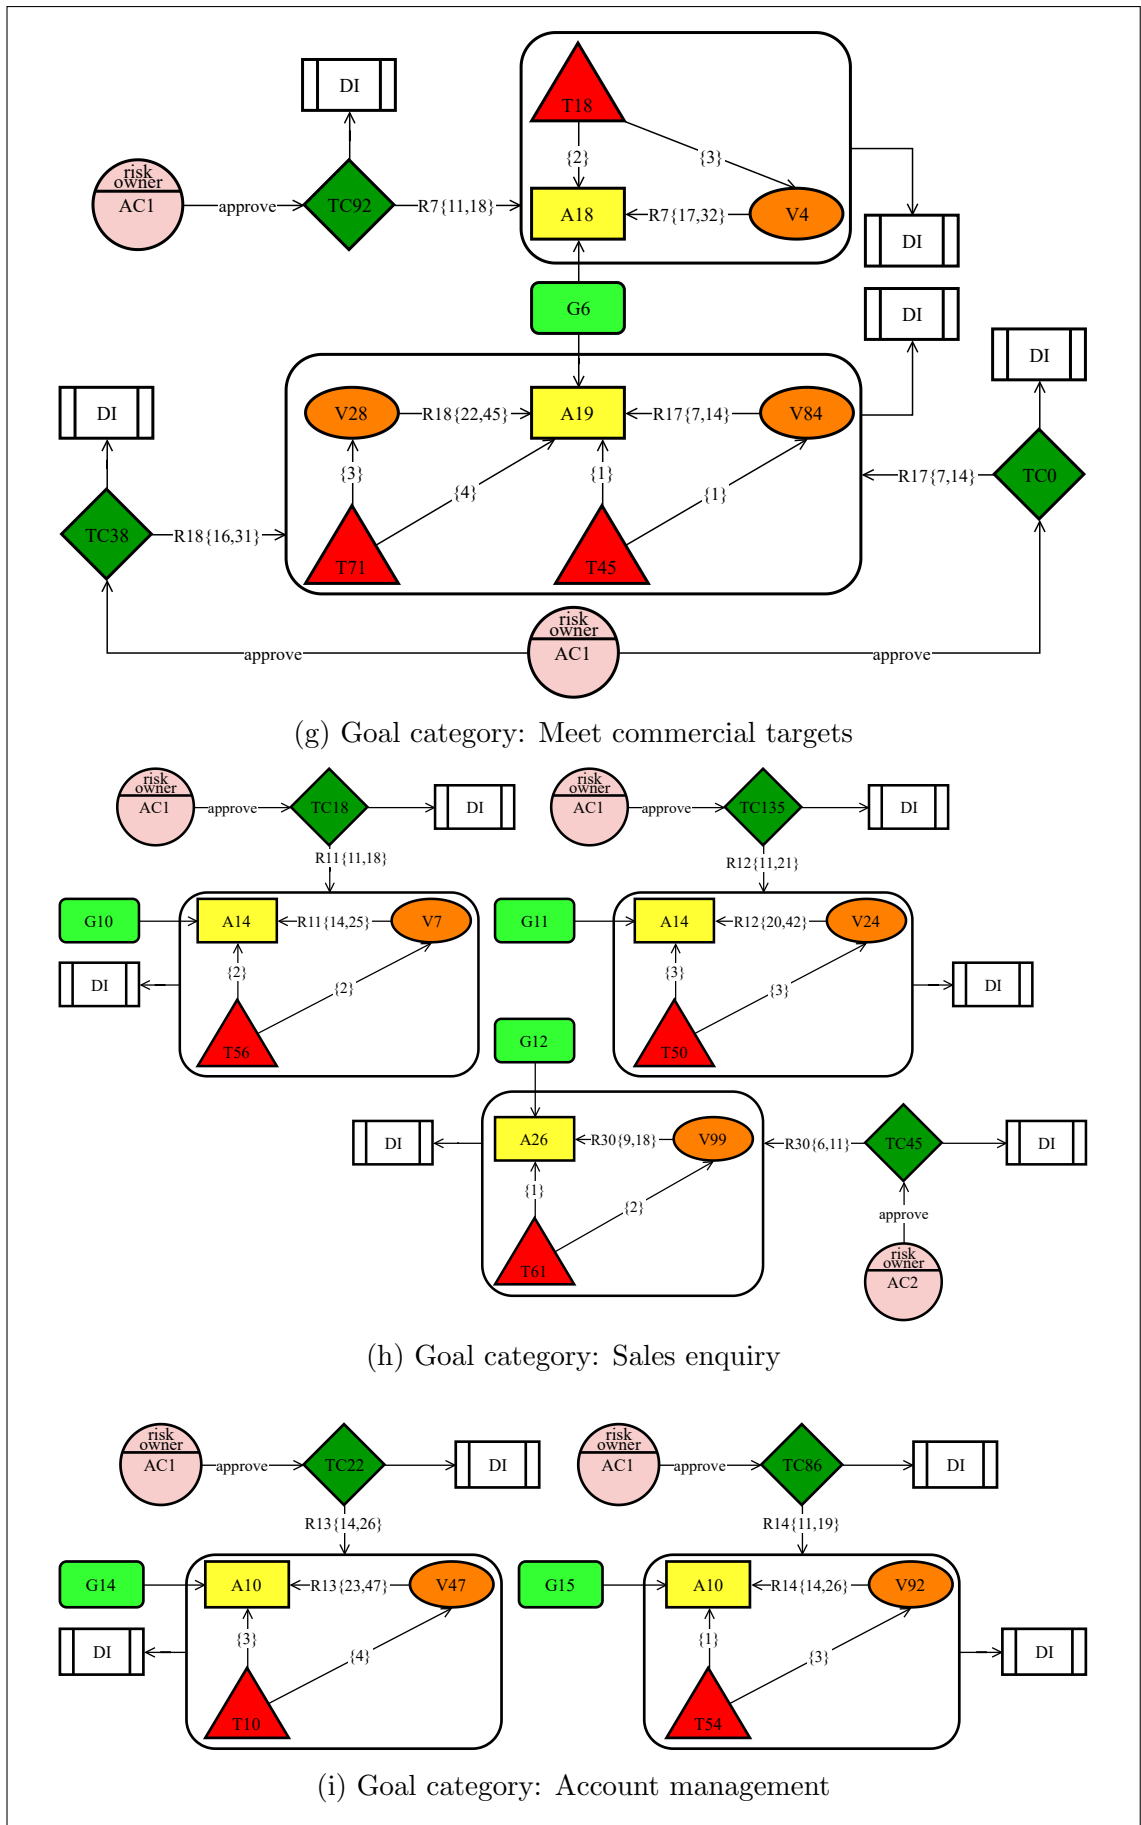 T18
DI
{2}
{3}
risk
owner
AC1
approve
TC92
R7{11,18}
A18
R7{17,32}
V4
DI
G6
DI
DI
DI
V28
R18{22,45}
A19
R17{7,14}
V84
{3}
{4}
{1}
{1}
R17{7,14}
TC0
TC38
R18{16,31}
T71
T45
risk
owner
AC1
approve
approve
(g) Goal category: Meet commercial targets
risk
owner
AC1
approve
TC18
DI
R11{11,18}
risk
owner
AC1
approve
TC135
DI
R12{11,21}
G10
A14
R11{14,25}
V7
{2}
{2}
DI
T56
G11
A14
R12{20,42}
V24
{3}
{3}
DI
T50
G12
DI
A26
R30{9,18}
V99
R30{6,11}
TC45
DI
{1}
{2}
approve
T61
risk
owner
AC2
(h) Goal category: Sales enquiry
risk
owner
AC1
approve
TC22
DI
R13{14,26}
risk
owner
AC1
approve
TC86
DI
R14{11,19}
G14
A10
R13{23,47}
V47
{3}
{4}
DI
T10
G15
A10
R14{14,26}
V92
{1}
{3}
DI
T54
(i) Goal category: Account management